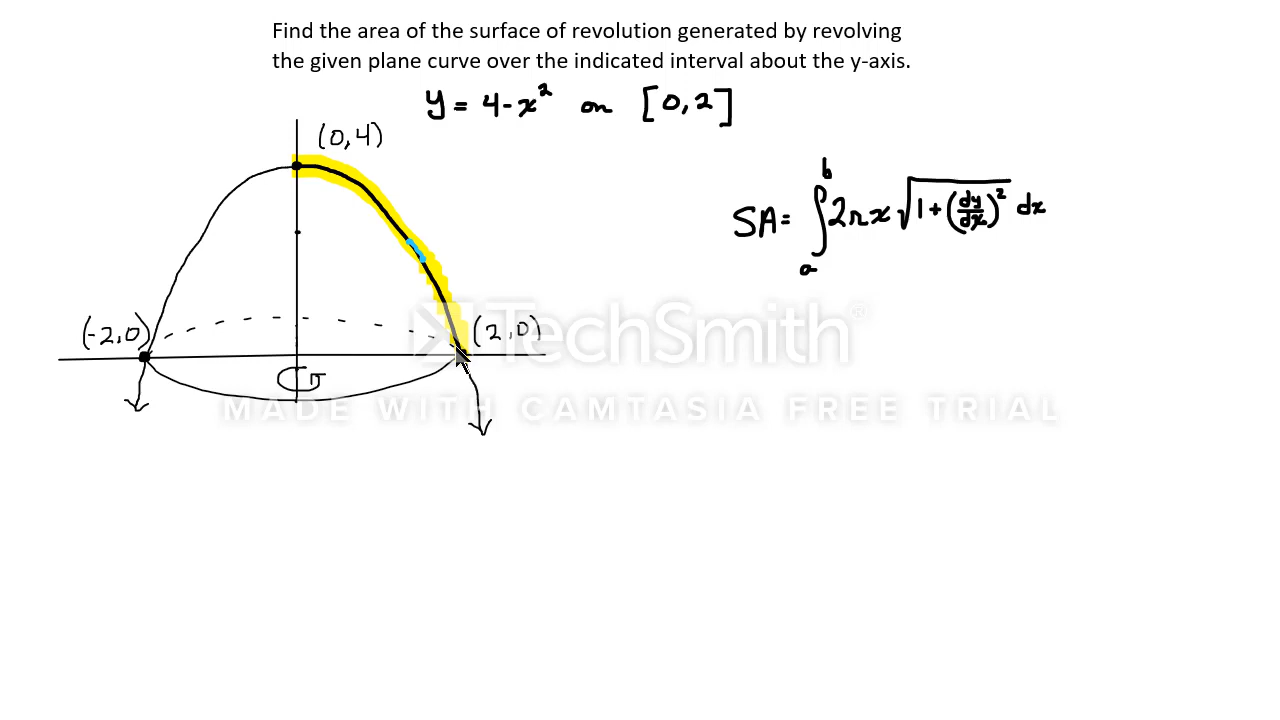 Find the area of the surface of revolution generated by revolving
the given plane curve over the indicated interval about the y-axis.
y = 4-x² on [0,2]
(0,4)
SA = ∫ₐᵇ 2πx √(1+(dy/dx)²) dx
(-2,0)
(2,0)
TechSmith®
MADE WITH CAMTASIA FREE TRIAL